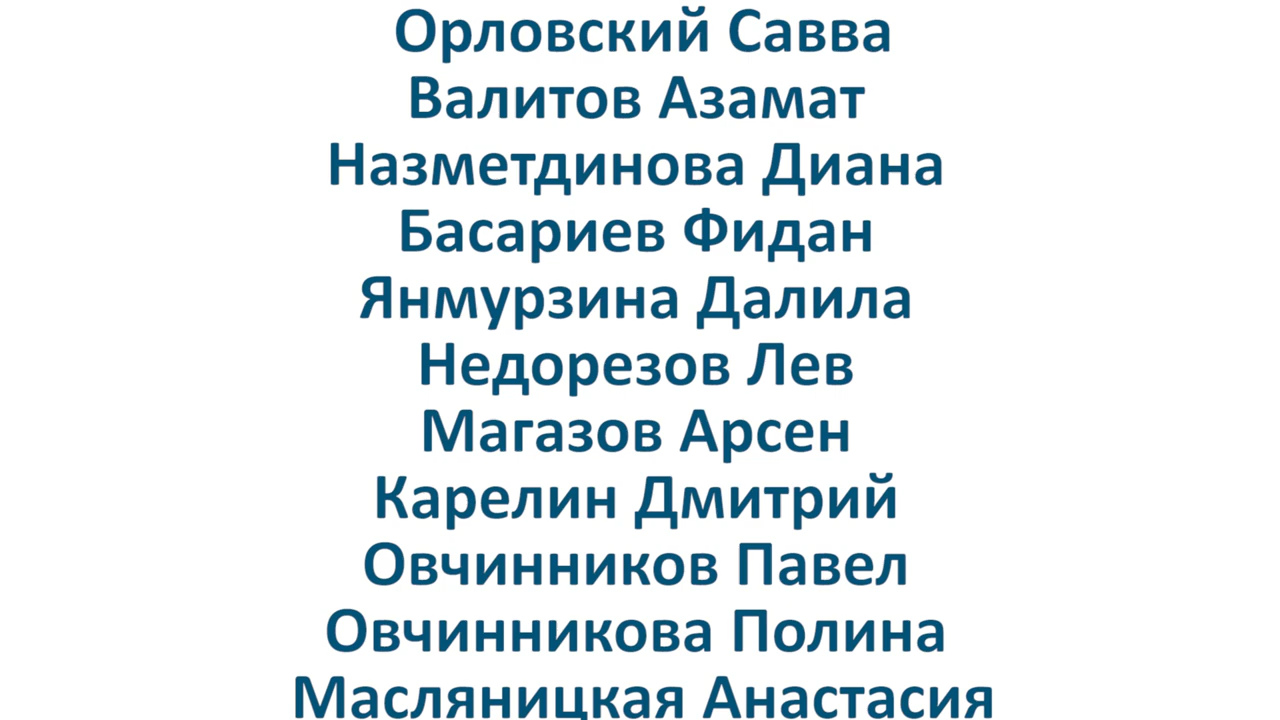 Орловский Савва
Валитов Азамат
Назметдинова Диана
Басариев Фидан
Янмурзина Далила
Недорезов Лев
Магазов Арсен
Карелин Дмитрий
Овчинников Павел
Овчинникова Полина
Масляницкая Анастасия